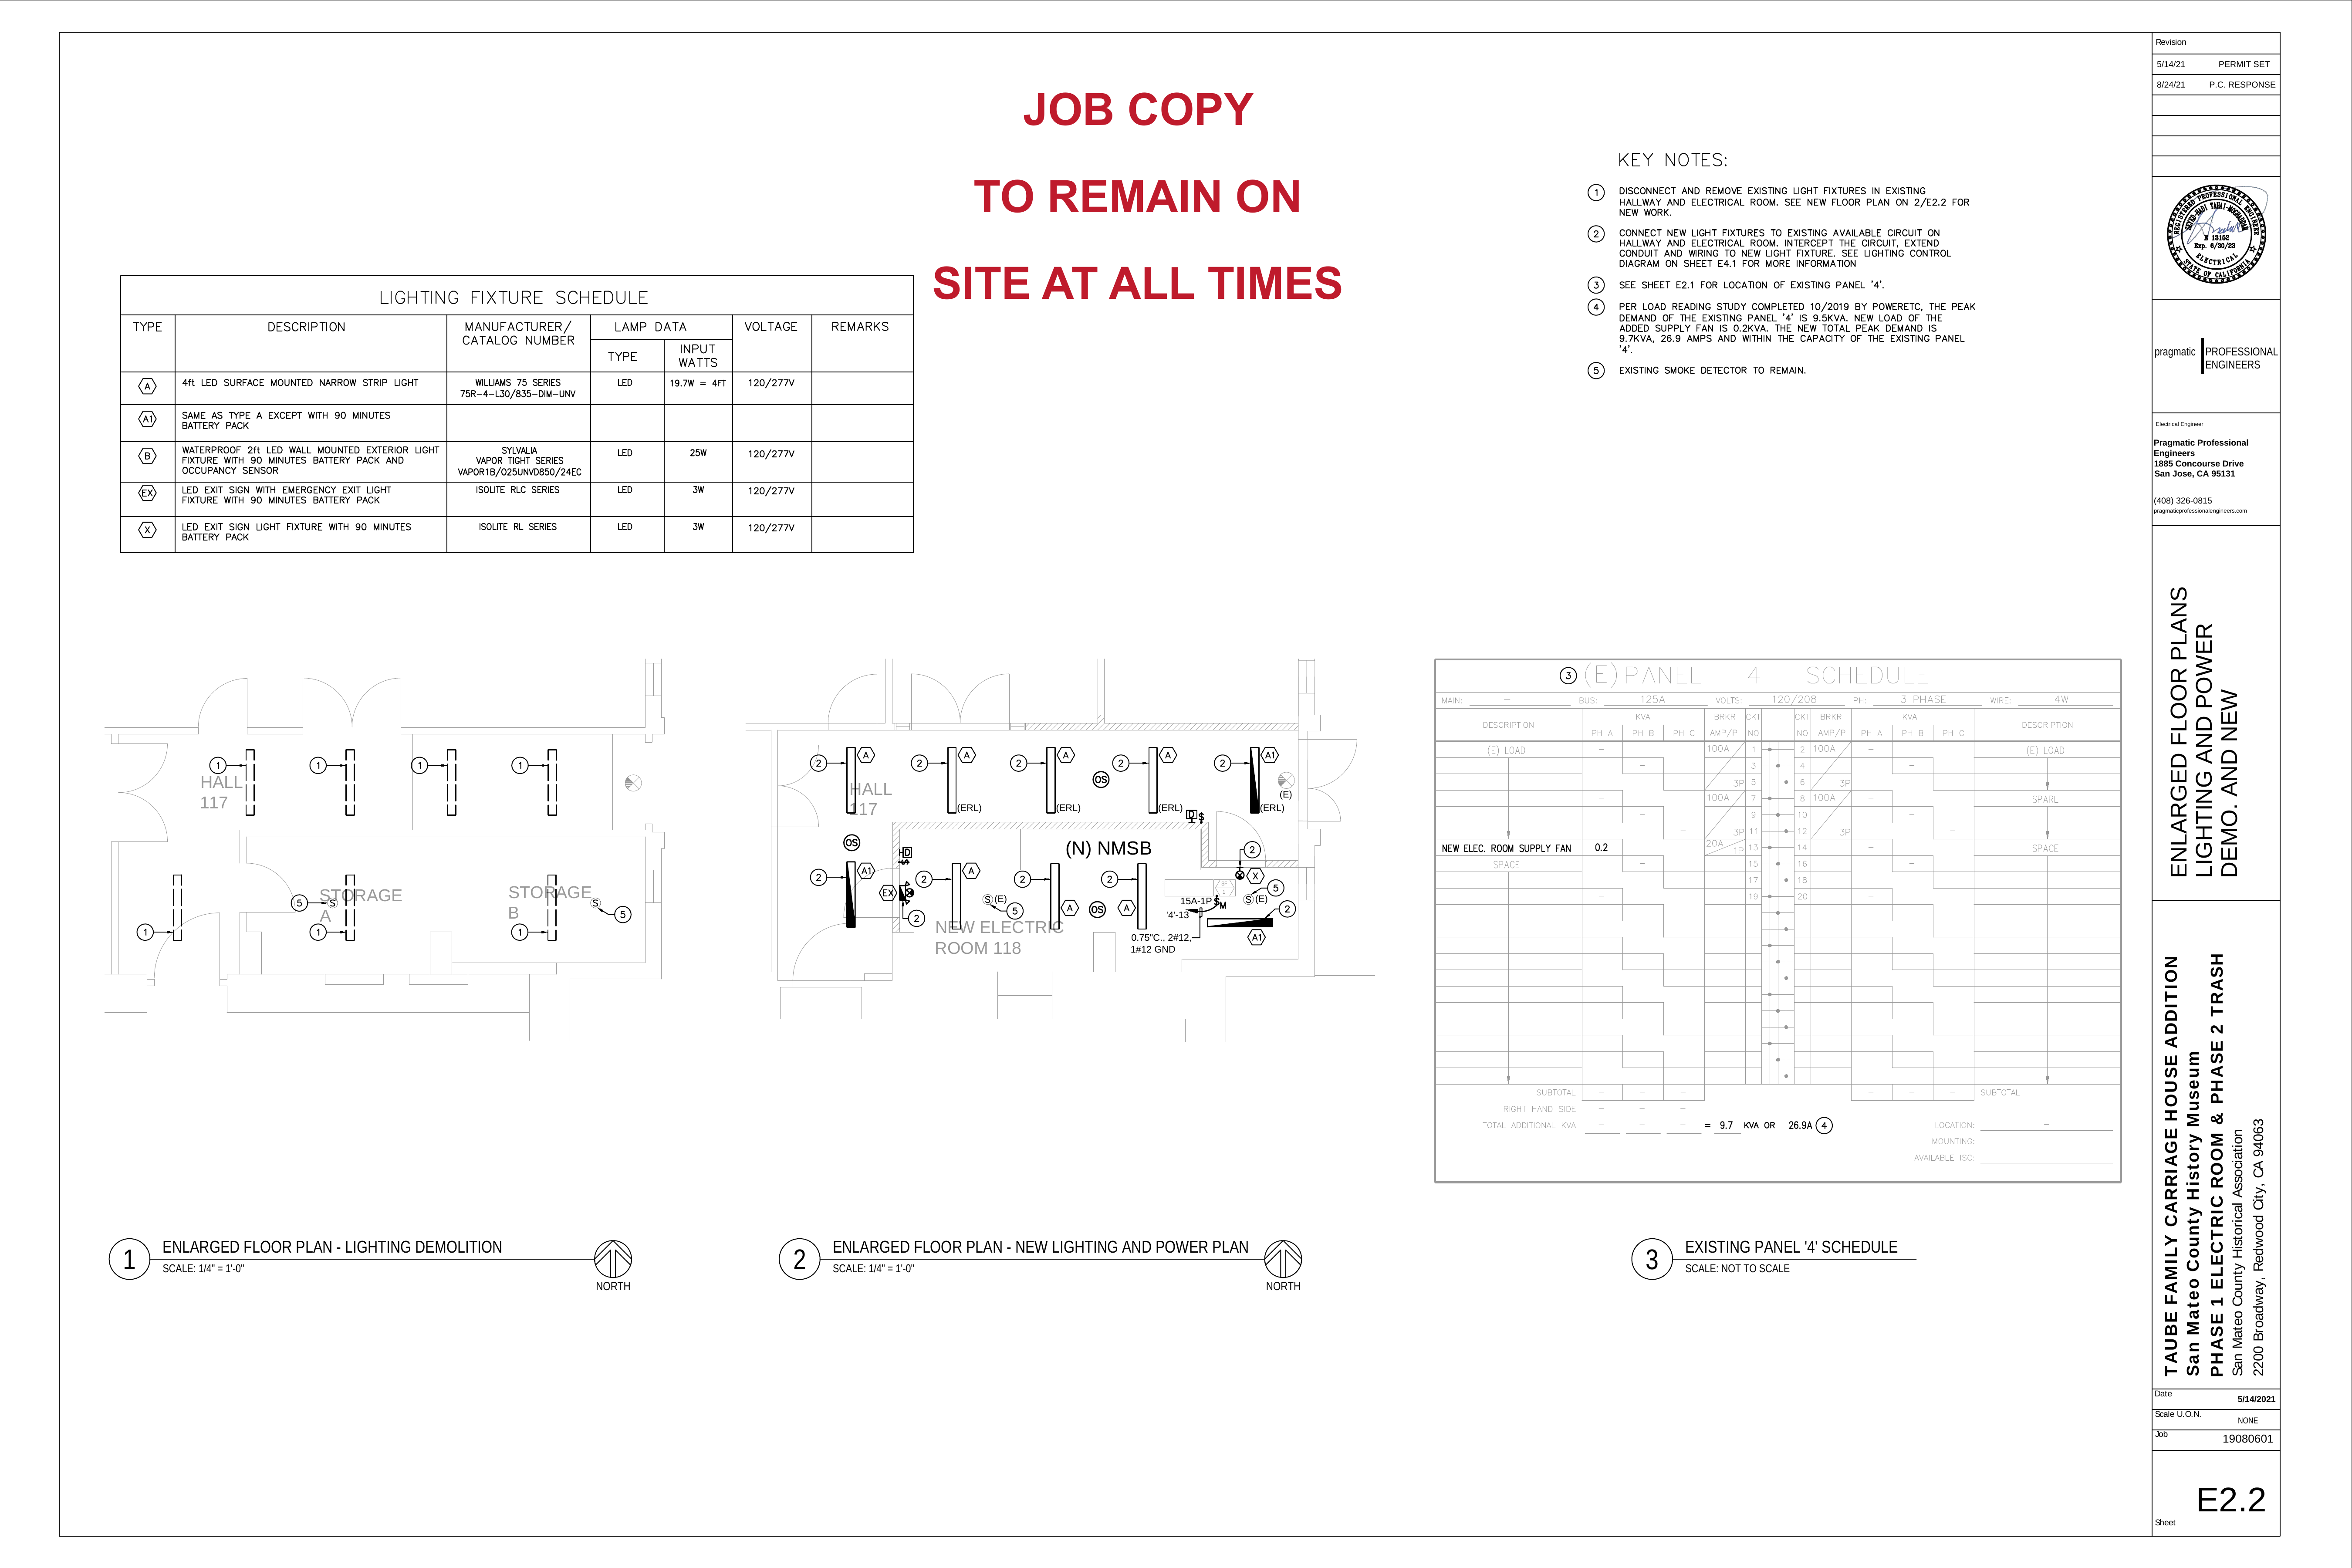 JOB COPY
TO REMAIN ON
SITE AT ALL TIMES
KEY NOTES:
1 DISCONNECT AND REMOVE EXISTING LIGHT FIXTURES IN EXISTING
HALLWAY AND ELECTRICAL ROOM. SEE NEW FLOOR PLAN ON 2/E2.2 FOR
NEW WORK.
2 CONNECT NEW LIGHT FIXTURES TO EXISTING AVAILABLE CIRCUIT ON
HALLWAY AND ELECTRICAL ROOM. INTERCEPT THE CIRCUIT, EXTEND
CONDUIT AND WIRING TO NEW LIGHT FIXTURE. SEE LIGHTING CONTROL
DIAGRAM ON SHEET E4.1 FOR MORE INFORMATION
3 SEE SHEET E2.1 FOR LOCATION OF EXISTING PANEL '4'.
4 PER LOAD READING STUDY COMPLETED 10/2019 BY POWERETC, THE PEAK
DEMAND OF THE EXISTING PANEL '4' IS 9.5KVA. NEW LOAD OF THE
ADDED SUPPLY FAN IS 0.2KVA. THE NEW TOTAL PEAK DEMAND IS
9.7KVA, 26.9 AMPS AND WITHIN THE CAPACITY OF THE EXISTING PANEL
'4'.
5 EXISTING SMOKE DETECTOR TO REMAIN.
LIGHTING FIXTURE SCHEDULE
TYPE DESCRIPTION MANUFACTURER/ LAMP DATA VOLTAGE REMARKS
CATALOG NUMBER
TYPE INPUT
WATTS
A 4ft LED SURFACE MOUNTED NARROW STRIP LIGHT WILLIAMS 75 SERIES LED 19.7W = 4FT 120/277V
75R-4-L30/835-DIM-UNV
A1 SAME AS TYPE A EXCEPT WITH 90 MINUTES
BATTERY PACK
B WATERPROOF 2ft LED WALL MOUNTED EXTERIOR LIGHT SYLVALIA LED 25W 120/277V
FIXTURE WITH 90 MINUTES BATTERY PACK AND VAPOR TIGHT SERIES
OCCUPANCY SENSOR VAPOR1B/O25UNVD850/24EC
EX LED EXIT SIGN WITH EMERGENCY EXIT LIGHT ISOLITE RLC SERIES LED 3W 120/277V
FIXTURE WITH 90 MINUTES BATTERY PACK
X LED EXIT SIGN LIGHT FIXTURE WITH 90 MINUTES ISOLITE RL SERIES LED 3W 120/277V
BATTERY PACK
1 1 1 1
HALL
117
STORAGE
A
STORAGE
B
5 S S 5
1 1 1
2 A 2 A 2 A 2 A 2 A1
OS
HALL
117
(E)
(ERL) (ERL) (ERL) (ERL)
D $
OS
D $
(N) NMSB
2
2 A1 EX 2 A 2 2 X
SF
1
5
S (E) 5 A OS A 15A-1P $ M S (E)
2 '4'-13 2
NEW ELECTRIC
ROOM 118
0.75"C., 2#12,
1#12 GND
A1
3 (E) PANEL 4 SCHEDULE
MAIN: - BUS: 125A VOLTS: 120/208 PH: 3 PHASE WIRE: 4W
DESCRIPTION KVA BRKR CKT CKT BRKR KVA DESCRIPTION
PH A PH B PH C AMP/P NO NO AMP/P PH A PH B PH C
(E) LOAD - 100A 1 2 100A - (E) LOAD
- 3 4 -
- 3P 5 6 3P -
- 100A 7 8 100A - SPARE
- 9 10 -
- 3P 11 12 3P -
NEW ELEC. ROOM SUPPLY FAN 0.2 20A 1P 13 14 - SPACE
SPACE - 15 16 -
- 17 18 -
- 19 20 -
SUBTOTAL - - - - - - SUBTOTAL
RIGHT HAND SIDE - - -
TOTAL ADDITIONAL KVA - - - = 9.7 KVA OR 26.9A 4 LOCATION: -
MOUNTING: -
AVAILABLE ISC: -
1 ENLARGED FLOOR PLAN - LIGHTING DEMOLITION
SCALE: 1/4" = 1'-0"
NORTH
2 ENLARGED FLOOR PLAN - NEW LIGHTING AND POWER PLAN
SCALE: 1/4" = 1'-0"
NORTH
3 EXISTING PANEL '4' SCHEDULE
SCALE: NOT TO SCALE
Revision
5/14/21 PERMIT SET
8/24/21 P.C. RESPONSE
REGISTERED PROFESSIONAL ENGINEER
E 13152
Exp. 6/30/23
ELECTRICAL
STATE OF CALIFORNIA
pragmatic PROFESSIONAL
ENGINEERS
Electrical Engineer
Pragmatic Professional
Engineers
1885 Concourse Drive
San Jose, CA 95131
(408) 326-0815
pragmaticprofessionalengineers.com
ENLARGED FLOOR PLANS
LIGHTING AND POWER
DEMO. AND NEW
TAUBE FAMILY CARRIAGE HOUSE ADDITION
San Mateo County History Museum
PHASE 1 ELECTRIC ROOM & PHASE 2 TRASH
San Mateo County Historical Association
2200 Broadway, Redwood City, CA 94063
Date
5/14/2021
Scale U.O.N.
NONE
Job
19080601
E2.2
Sheet